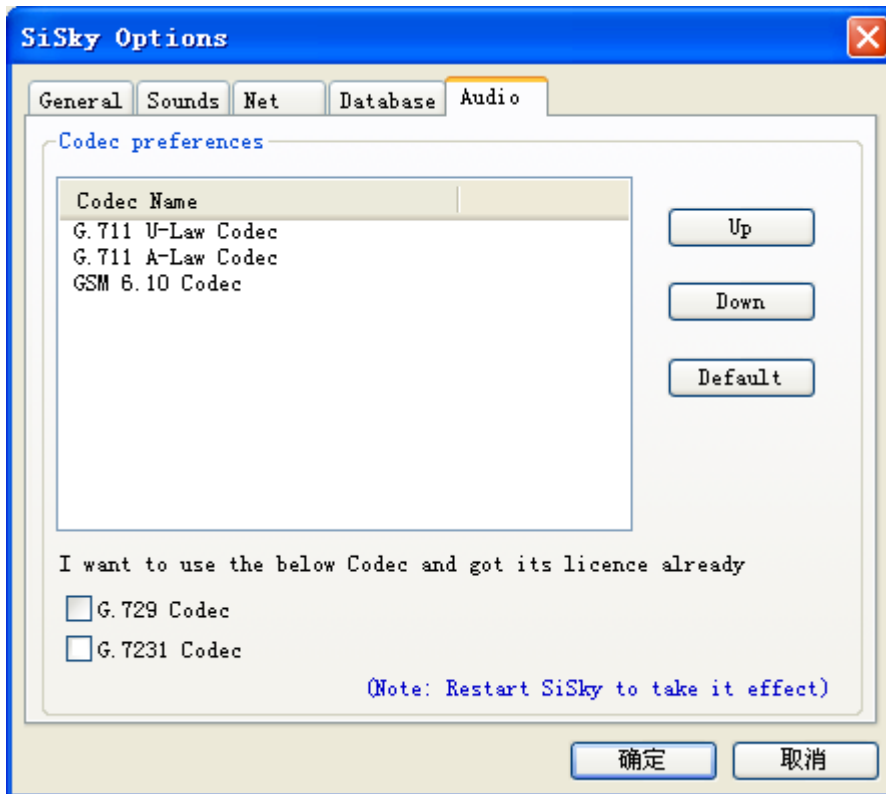 SiSky Options
General Sounds Net Database Audio
Codec preferences
Codec Name
G.711 U-Law Codec
G.711 A-Law Codec
GSM 6.10 Codec
Up
Down
Default
I want to use the below Codec and got its licence already
G.729 Codec
G.7231 Codec
(Note: Restart SiSky to take it effect)
确定 取消